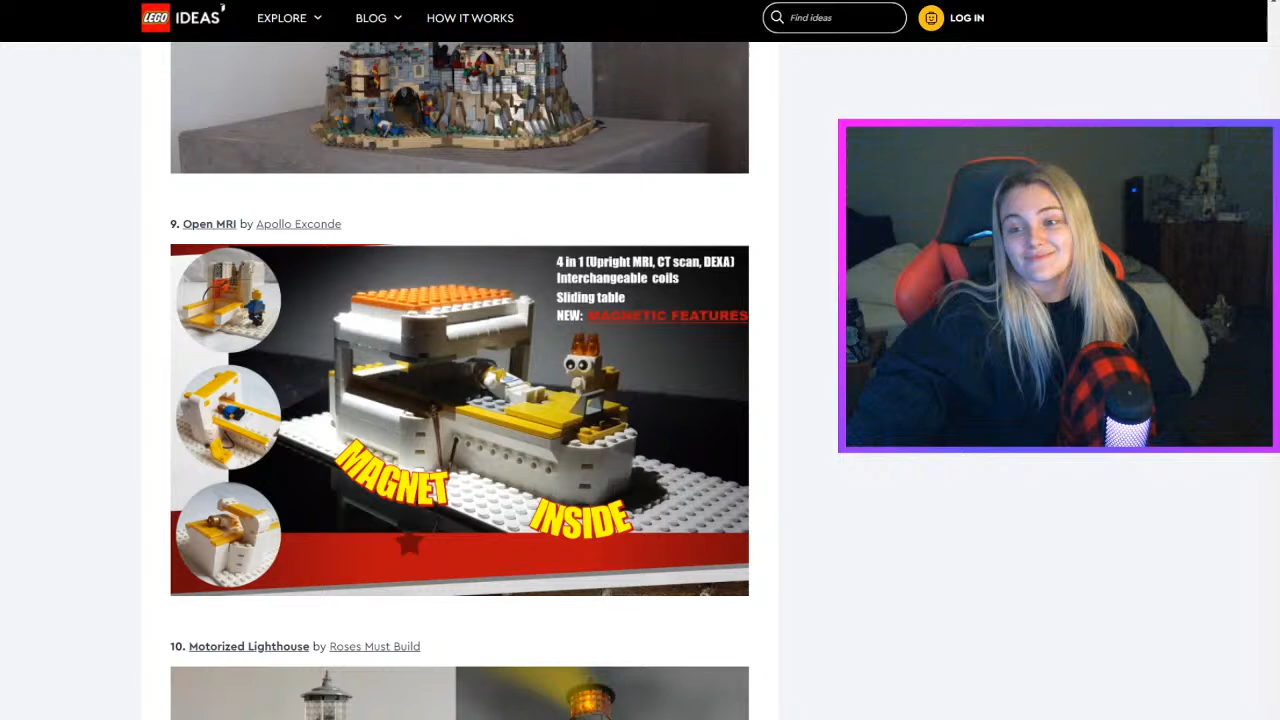 LEGO IDEAS EXPLORE BLOG HOW IT WORKS Find ideas LOG IN
9. Open MRI by Apollo Exconde
4 in 1 (Upright MRI, CT scan, DEXA)
Interchangeable coils
Sliding table
NEW: MAGNETIC FEATURES
MAGNET
INSIDE
10. Motorized Lighthouse by Roses Must Build